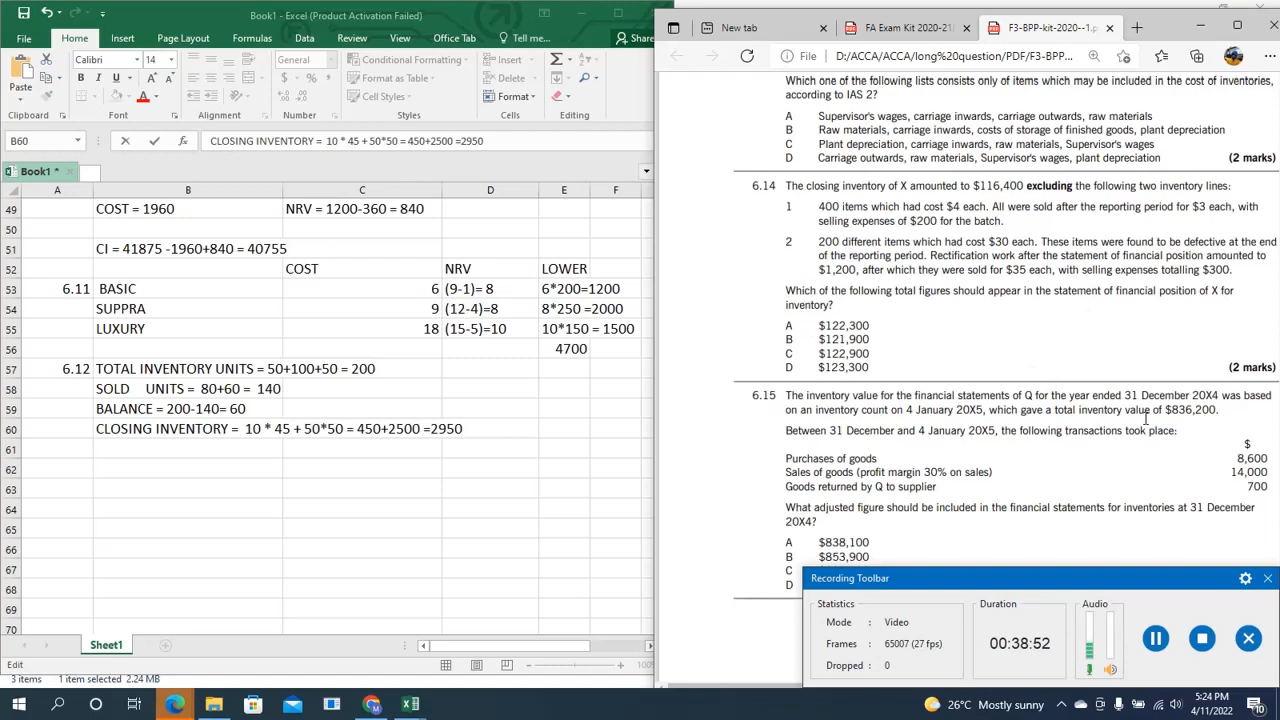 Book1 - Excel (Product Activation Failed)
File Home Insert Page Layout Formulas Data Review View Tell me... Share
Paste
Calibri 14
B I U
General
$ % ,
Conditional Formatting
Format as Table
Cell Styles
Insert
Delete
Format
Clipboard Font Alignment Number Styles Cells Editing
B60 CLOSING INVENTORY = 10 * 45 + 50*50 = 450+2500 =2950
Book1 *
A B C D E F
49 COST = 1960 NRV = 1200-360 = 840
50
51 CI = 41875 -1960+840 = 40755
52 COST NRV LOWER
53 6.11 BASIC 6 (9-1)= 8 6*200=1200
54 SUPPRA 9 (12-4)=8 8*250 =2000
55 LUXURY 18 (15-5)=10 10*150 = 1500
56 4700
57 6.12 TOTAL INVENTORY UNITS = 50+100+50 = 200
58 SOLD UNITS = 80+60 = 140
59 BALANCE = 200-140= 60
60 CLOSING INVENTORY = 10 * 45 + 50*50 = 450+2500 =2950
61
62
63
64
65
66
67
68
69
70
Sheet1
Edit 100%
3 items 1 item selected 2.24 MB
New tab FA Exam Kit 2020-21 F3-BPP-kit-2020--1.p
File D:/ACCA/ACCA/long%20question/PDF/F3-BPP...
Which one of the following lists consists only of items which may be included in the cost of inventories,
according to IAS 2?
A Supervisor's wages, carriage inwards, carriage outwards, raw materials
B Raw materials, carriage inwards, costs of storage of finished goods, plant depreciation
C Plant depreciation, carriage inwards, raw materials, Supervisor's wages
D Carriage outwards, raw materials, Supervisor's wages, plant depreciation (2 marks)
6.14 The closing inventory of X amounted to $116,400 excluding the following two inventory lines:
1 400 items which had cost $4 each. All were sold after the reporting period for $3 each, with
selling expenses of $200 for the batch.
2 200 different items which had cost $30 each. These items were found to be defective at the end
of the reporting period. Rectification work after the statement of financial position amounted to
$1,200, after which they were sold for $35 each, with selling expenses totalling $300.
Which of the following total figures should appear in the statement of financial position of X for
inventory?
A $122,300
B $121,900
C $122,900
D $123,300 (2 marks)
6.15 The inventory value for the financial statements of Q for the year ended 31 December 20X4 was based
on an inventory count on 4 January 20X5, which gave a total inventory value of $836,200.
Between 31 December and 4 January 20X5, the following transactions took place:
$
Purchases of goods 8,600
Sales of goods (profit margin 30% on sales) 14,000
Goods returned by Q to supplier 700
What adjusted figure should be included in the financial statements for inventories at 31 December
20X4?
A $838,100
B $853,900
C
D
Recording Toolbar
Statistics Duration Audio
Mode : Video
Frames : 65007 (27 fps)
Dropped : 0
00:38:52
26°C Mostly sunny
5:24 PM
4/11/2022
10